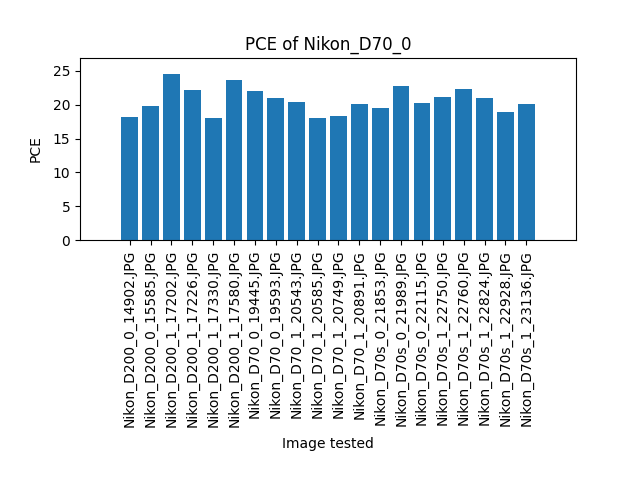 PCE of Nikon_D70_0
PCE
25
20
15
10
5
0
Nikon_D200_0_14902.JPG
Nikon_D200_0_15585.JPG
Nikon_D200_1_17202.JPG
Nikon_D200_1_17226.JPG
Nikon_D200_1_17330.JPG
Nikon_D200_1_17580.JPG
Nikon_D70_0_19445.JPG
Nikon_D70_0_19593.JPG
Nikon_D70_1_20543.JPG
Nikon_D70_1_20585.JPG
Nikon_D70_1_20749.JPG
Nikon_D70_1_20891.JPG
Nikon_D70s_0_21853.JPG
Nikon_D70s_0_21989.JPG
Nikon_D70s_0_22115.JPG
Nikon_D70s_1_22750.JPG
Nikon_D70s_1_22760.JPG
Nikon_D70s_1_22824.JPG
Nikon_D70s_1_22928.JPG
Nikon_D70s_1_23136.JPG
Image tested